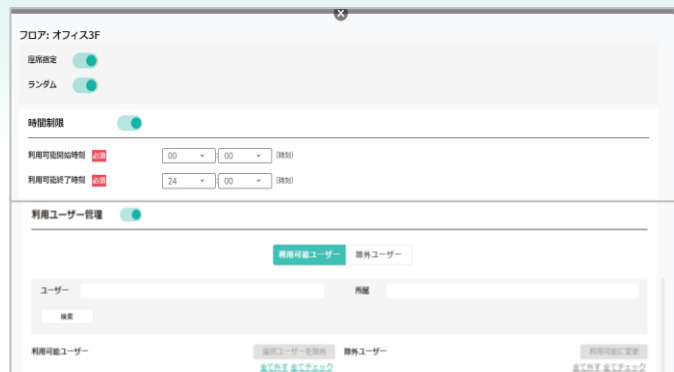 フロア: オフィス3F
座席指定
ランダム
時間制限
利用可能開始時刻 必須 00 : 00 (時刻)
利用可能終了時刻 必須 24 : 00 (時刻)
利用ユーザー管理
利用可能ユーザー 除外ユーザー
ユーザー 所属
検索
利用可能ユーザー 選択ユーザーを除外 除外ユーザー 利用可能に変更
全て外す 全てチェック 全て外す 全てチェック